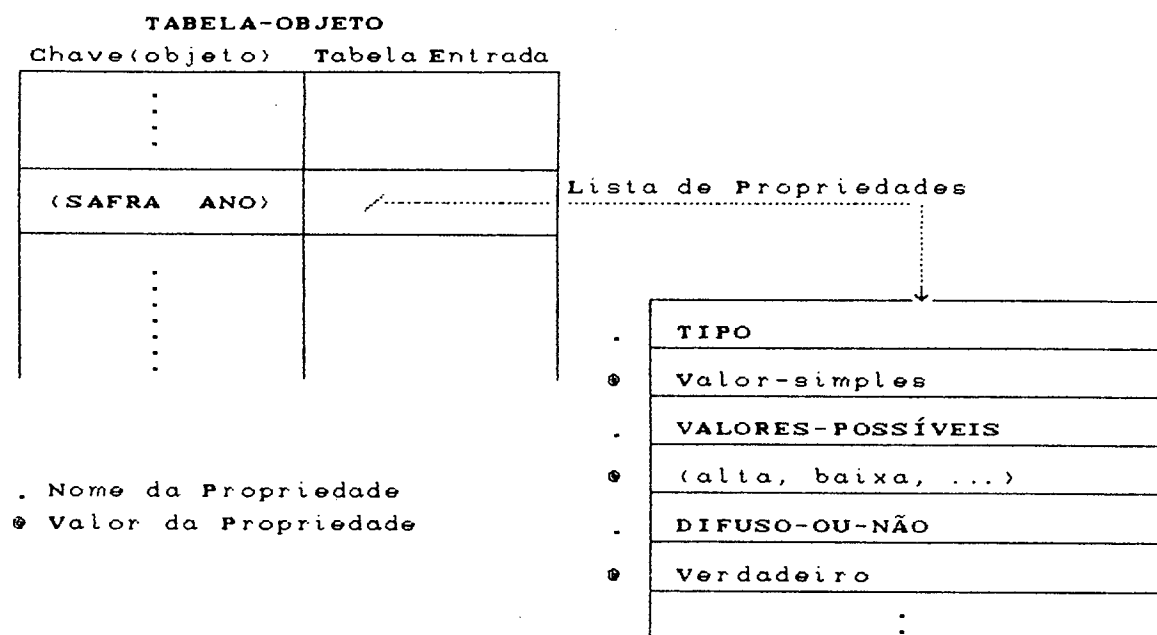 TABELA-OBJETO
Chave(objeto) Tabela Entrada
(SAFRA ANO)
Lista de Propriedades
. TIPO
Valor-simples
. VALORES-POSSÍVEIS
(alta, baixa, ...)
. DIFUSO-OU-NÃO
Verdadeiro
. Nome da Propriedade
Valor da Propriedade